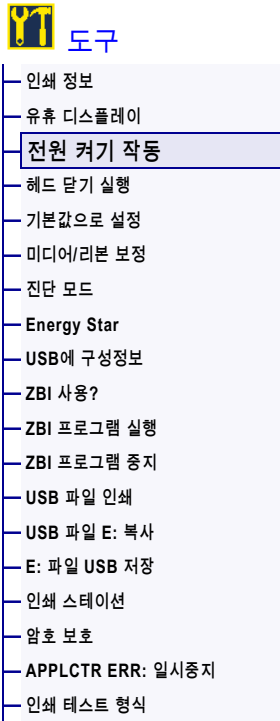 도구
인쇄 정보
유휴 디스플레이
전원 켜기 작동
헤드 닫기 실행
기본값으로 설정
미디어/리본 보정
진단 모드
Energy Star
USB에 구성정보
ZBI 사용?
ZBI 프로그램 실행
ZBI 프로그램 중지
USB 파일 인쇄
USB 파일 E: 복사
E: 파일 USB 저장
인쇄 스테이션
암호 보호
APPLCTR ERR: 일시중지
인쇄 테스트 형식